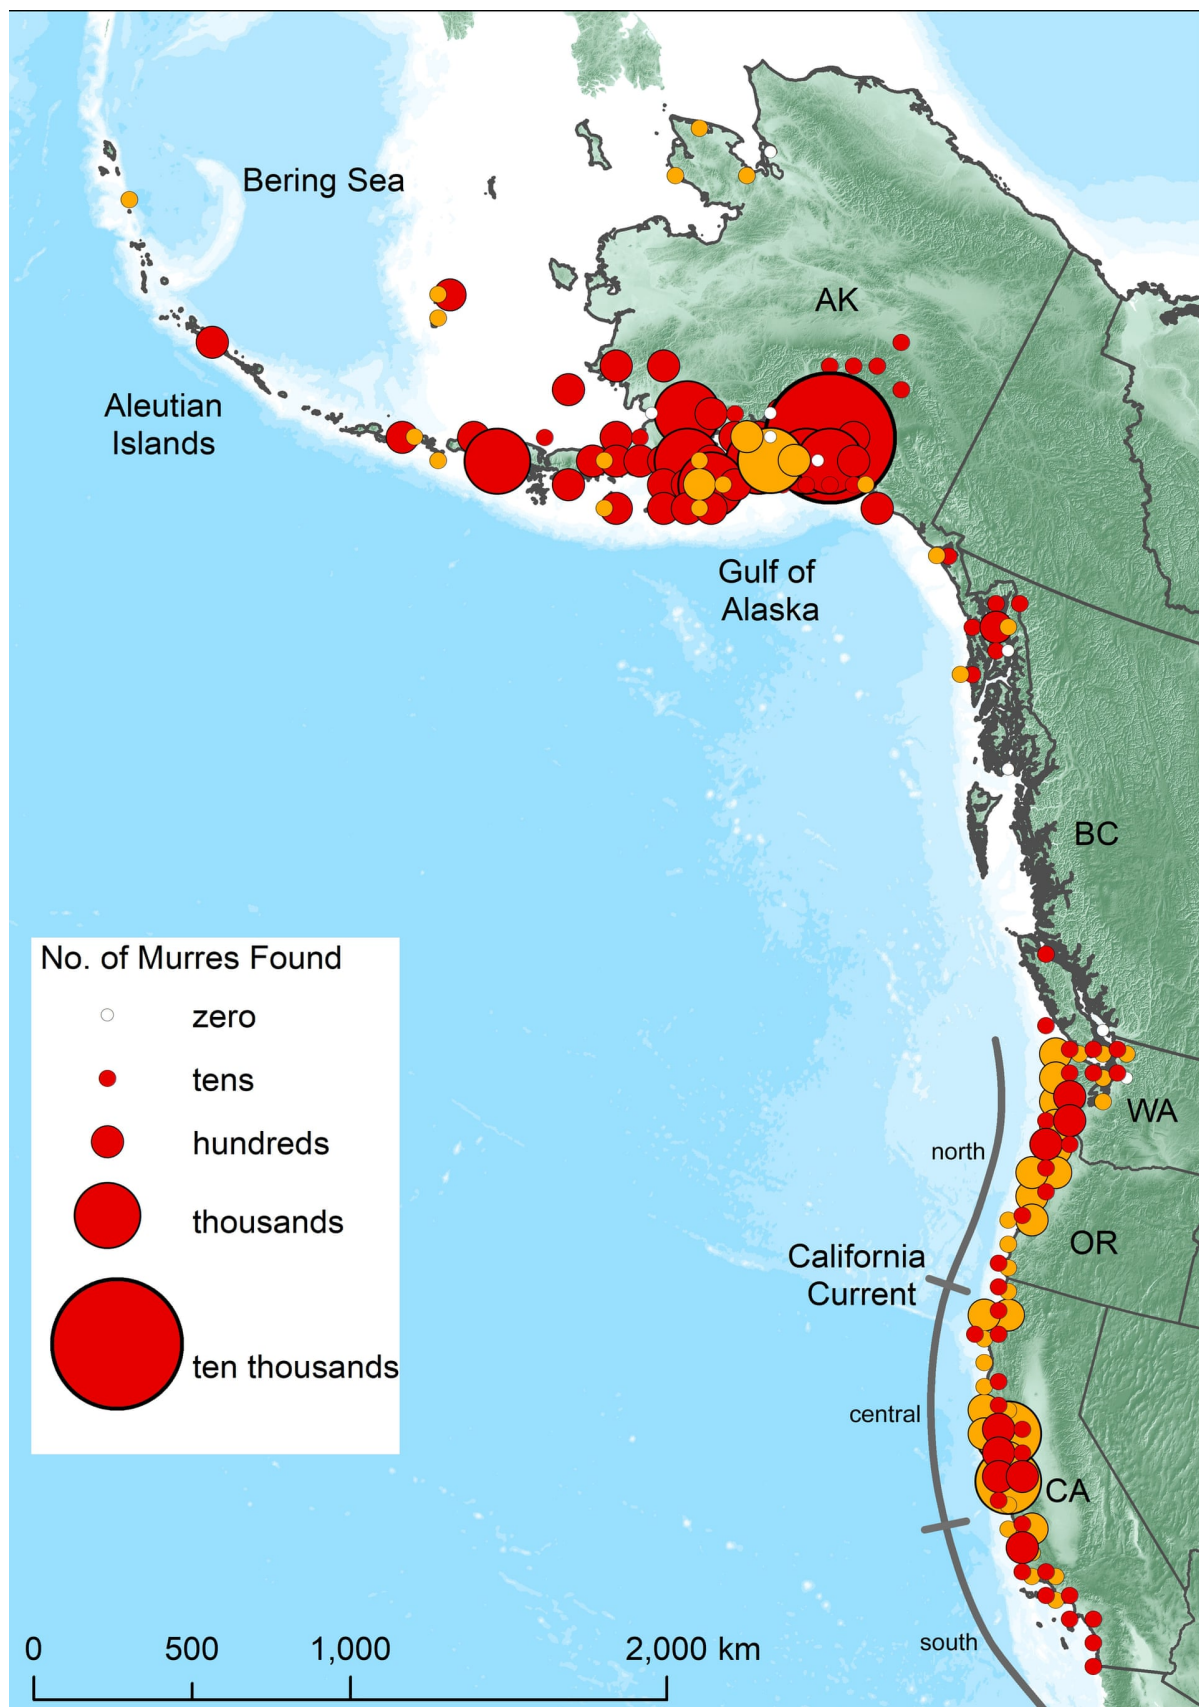 Bering Sea
AK
Aleutian
Islands
Gulf of
Alaska
BC
No. of Murres Found
zero
tens
hundreds
thousands
ten thousands
WA
north
OR
California
Current
central
CA
south
0 500 1,000 2,000 km